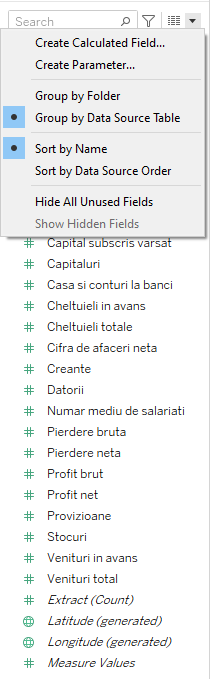 Search
Create Calculated Field...
Create Parameter...
Group by Folder
Group by Data Source Table
Sort by Name
Sort by Data Source Order
Hide All Unused Fields
Show Hidden Fields
Capital subscris varsat
Capitaluri
Casa si conturi la banci
Cheltuieli in avans
Cheltuieli totale
Cifra de afaceri neta
Creante
Datorii
Numar mediu de salariati
Pierdere bruta
Pierdere neta
Profit brut
Profit net
Provizioane
Stocuri
Venituri in avans
Venituri total
Extract (Count)
Latitude (generated)
Longitude (generated)
Measure Values